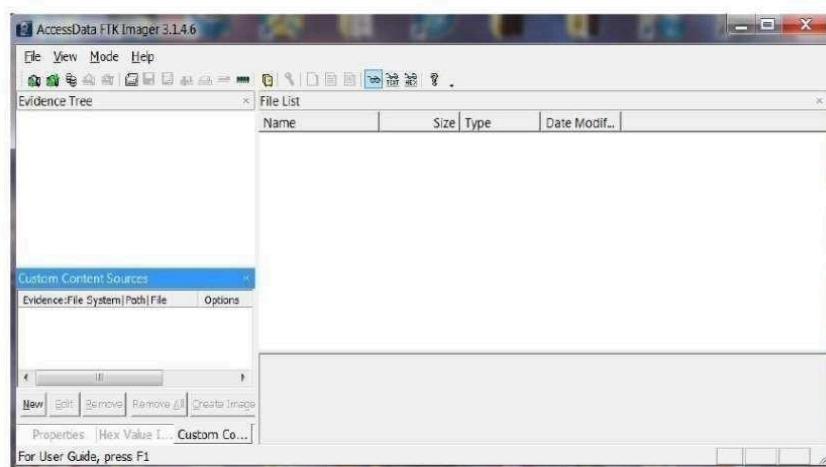 AccessData FTK Imager 3.1.4.6
File View Mode Help
Evidence Tree
File List
Name Size Type Date Modif...
Custom Content Sources
Evidence:File System|Path|File Options
New Edit Remove Remove All Create Image
Properties Hex Value I... Custom Co...
For User Guide, press F1